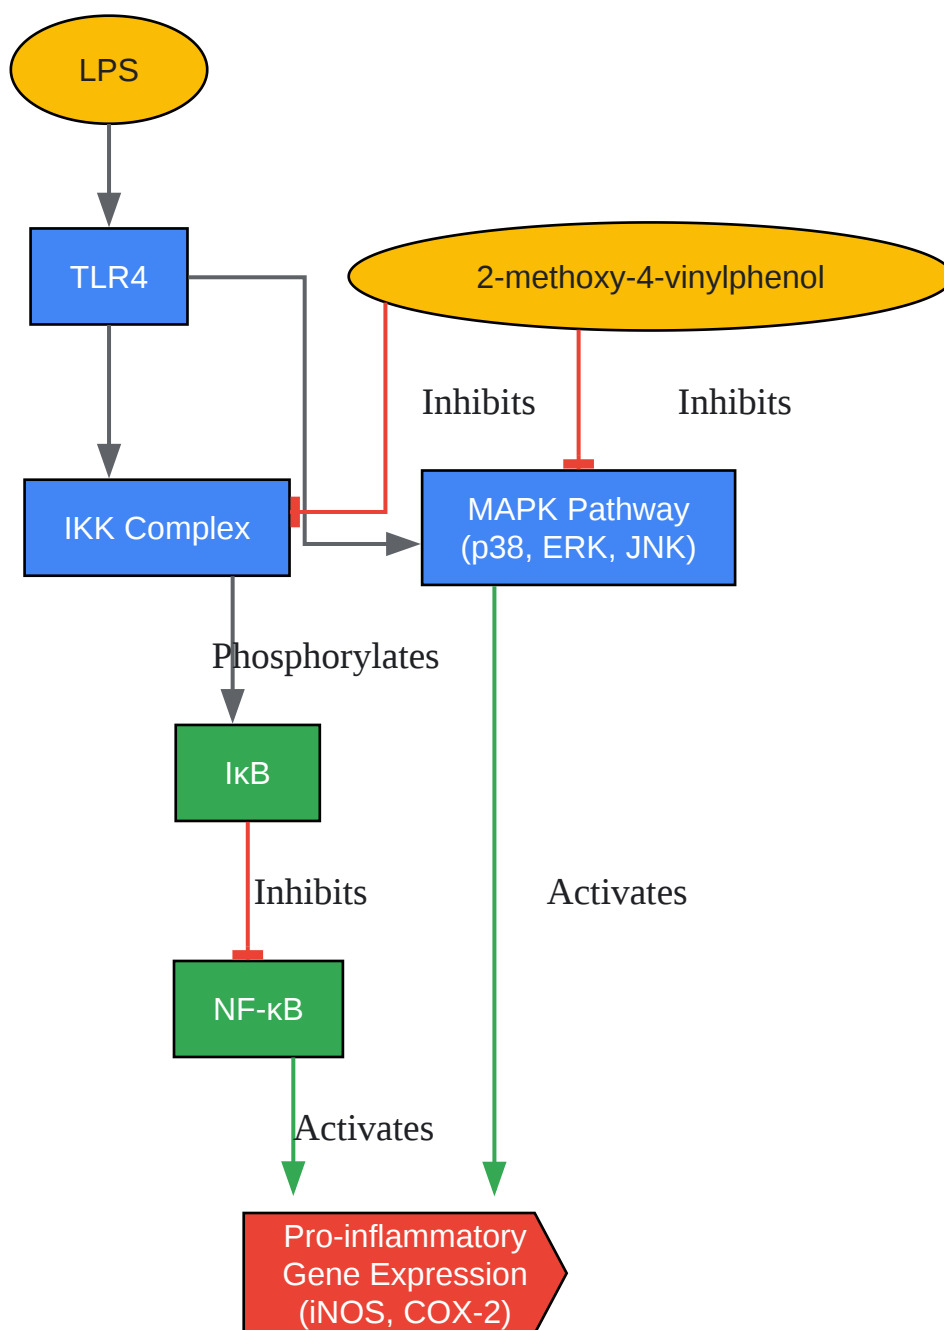 LPS
TLR4
2-methoxy-4-vinylphenol
Inhibits
Inhibits
IKK Complex
MAPK Pathway
(p38, ERK, JNK)
Phosphorylates
IκB
Inhibits
Activates
NF-κB
Activates
Pro-inflammatory
Gene Expression
(iNOS, COX-2)